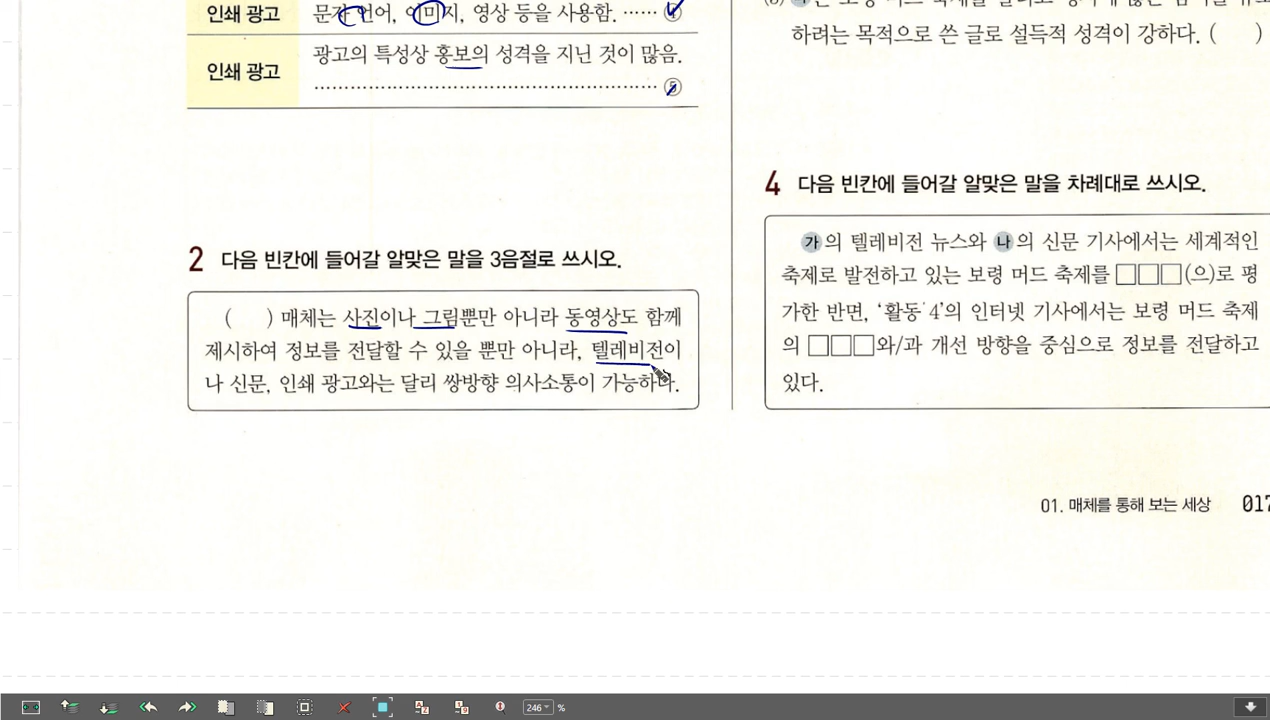 인쇄 광고
문자 언어, 이미지, 영상 등을 사용함. …… ④
인쇄 광고
광고의 특성상 홍보의 성격을 지닌 것이 많음.
…………………………………………………… ⑤
2 다음 빈칸에 들어갈 알맞은 말을 3음절로 쓰시오.
( ) 매체는 사진이나 그림뿐만 아니라 동영상도 함께
제시하여 정보를 전달할 수 있을 뿐만 아니라, 텔레비전이
나 신문, 인쇄 광고와는 달리 쌍방향 의사소통이 가능하다.
하려는 목적으로 쓴 글로 설득적 성격이 강하다. ( )
4 다음 빈칸에 들어갈 알맞은 말을 차례대로 쓰시오.
가의 텔레비전 뉴스와 나의 신문 기사에서는 세계적인
축제로 발전하고 있는 보령 머드 축제를 □□□(으)로 평
가한 반면, '활동 4'의 인터넷 기사에서는 보령 머드 축제
의 □□□와/과 개선 방향을 중심으로 정보를 전달하고
있다.
01. 매체를 통해 보는 세상 017
246 %